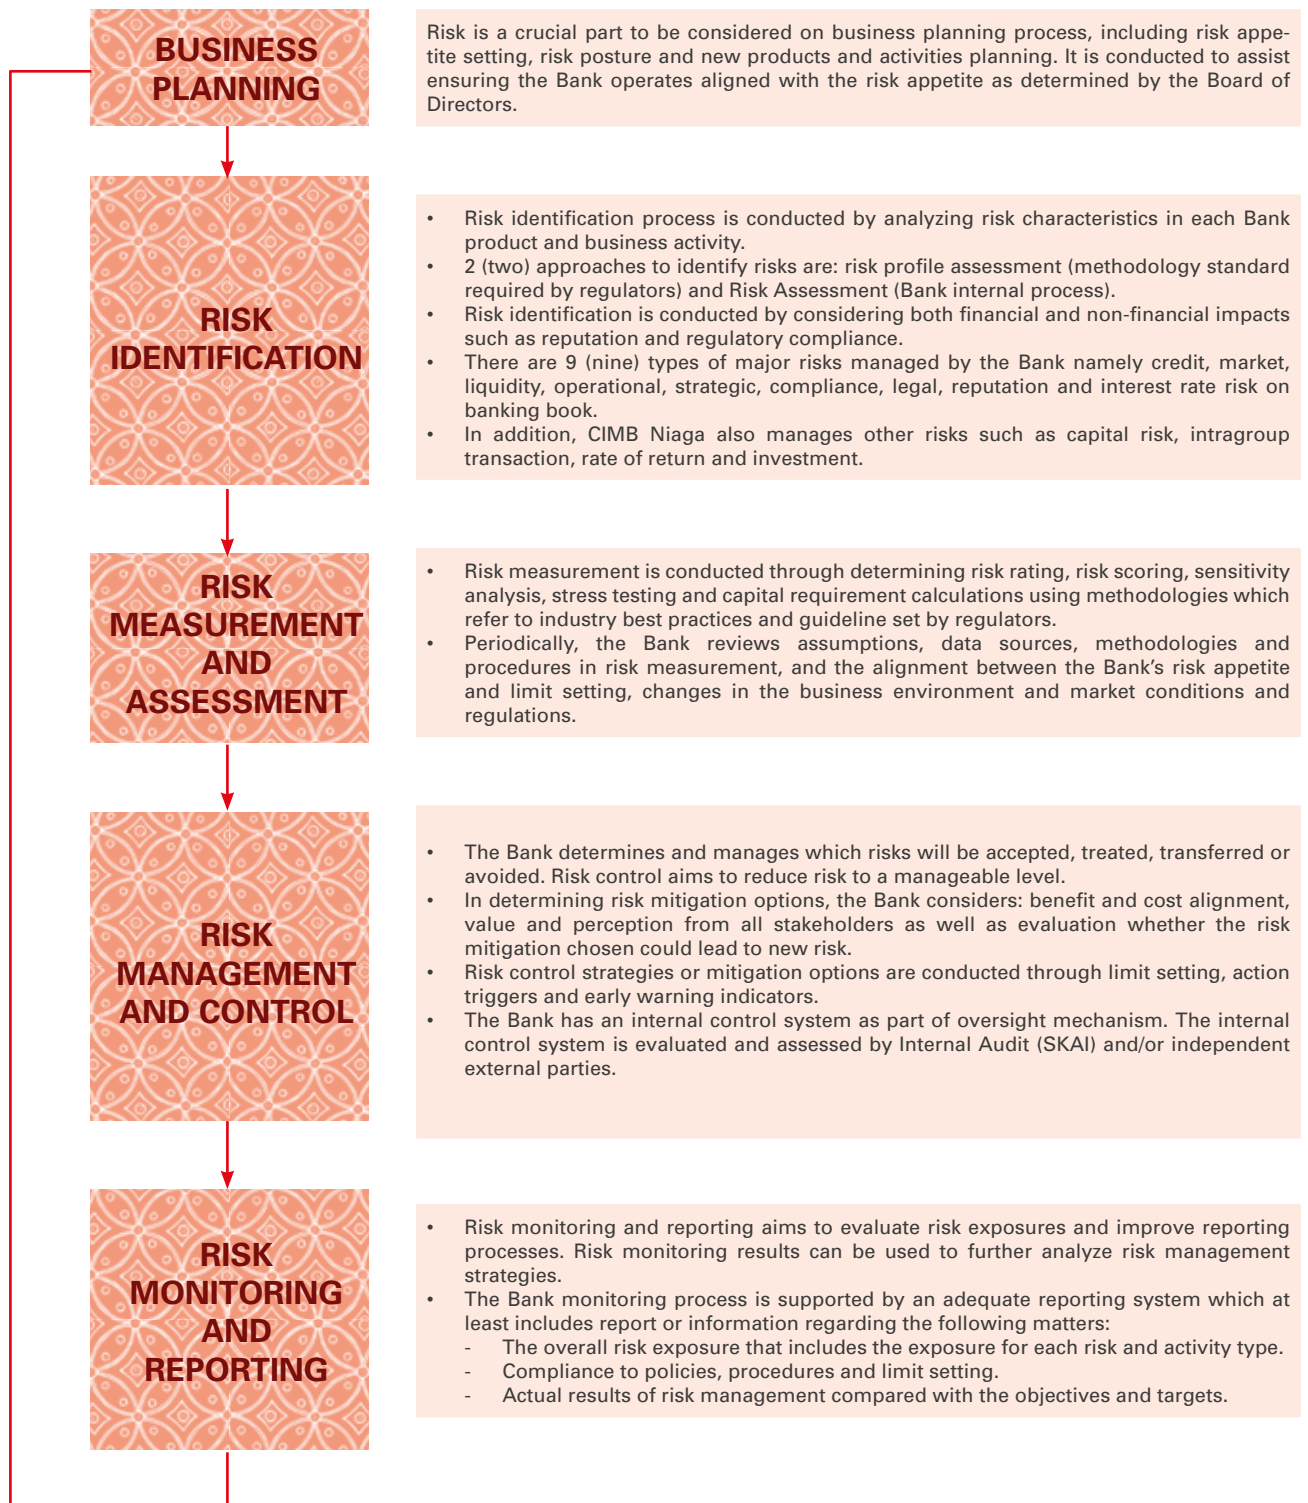 BUSINESS
PLANNING
Risk is a crucial part to be considered on business planning process, including risk appe-
tite setting, risk posture and new products and activities planning. It is conducted to assist
ensuring the Bank operates aligned with the risk appetite as determined by the Board of
Directors.
RISK
IDENTIFICATION
• Risk identification process is conducted by analyzing risk characteristics in each Bank
product and business activity.
• 2 (two) approaches to identify risks are: risk profile assessment (methodology standard
required by regulators) and Risk Assessment (Bank internal process).
• Risk identification is conducted by considering both financial and non-financial impacts
such as reputation and regulatory compliance.
• There are 9 (nine) types of major risks managed by the Bank namely credit, market,
liquidity, operational, strategic, compliance, legal, reputation and interest rate risk on
banking book.
• In addition, CIMB Niaga also manages other risks such as capital risk, intragroup
transaction, rate of return and investment.
RISK
MEASUREMENT
AND
ASSESSMENT
• Risk measurement is conducted through determining risk rating, risk scoring, sensitivity
analysis, stress testing and capital requirement calculations using methodologies which
refer to industry best practices and guideline set by regulators.
• Periodically, the Bank reviews assumptions, data sources, methodologies and
procedures in risk measurement, and the alignment between the Bank's risk appetite
and limit setting, changes in the business environment and market conditions and
regulations.
RISK
MANAGEMENT
AND CONTROL
• The Bank determines and manages which risks will be accepted, treated, transferred or
avoided. Risk control aims to reduce risk to a manageable level.
• In determining risk mitigation options, the Bank considers: benefit and cost alignment,
value and perception from all stakeholders as well as evaluation whether the risk
mitigation chosen could lead to new risk.
• Risk control strategies or mitigation options are conducted through limit setting, action
triggers and early warning indicators.
• The Bank has an internal control system as part of oversight mechanism. The internal
control system is evaluated and assessed by Internal Audit (SKAI) and/or independent
external parties.
RISK
MONITORING
AND
REPORTING
• Risk monitoring and reporting aims to evaluate risk exposures and improve reporting
processes. Risk monitoring results can be used to further analyze risk management
strategies.
• The Bank monitoring process is supported by an adequate reporting system which at
least includes report or information regarding the following matters:
- The overall risk exposure that includes the exposure for each risk and activity type.
- Compliance to policies, procedures and limit setting.
- Actual results of risk management compared with the objectives and targets.